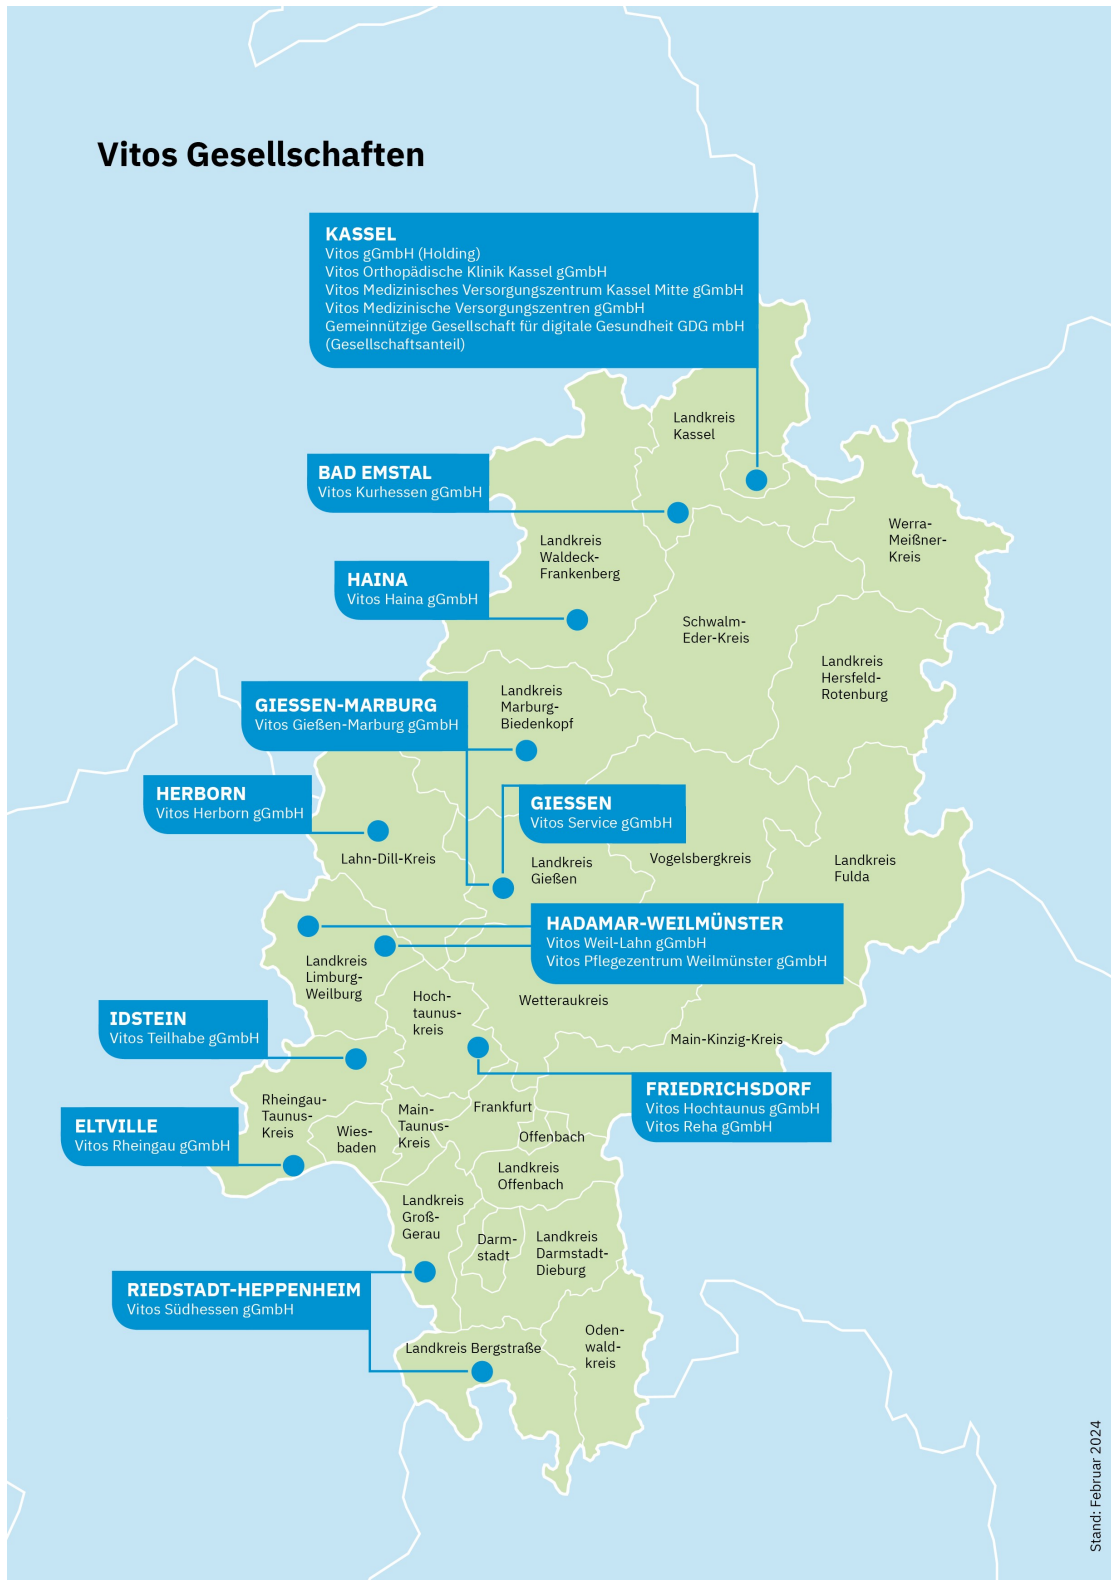 Vitos Gesellschaften
KASSEL
Vitos gGmbH (Holding)
Vitos Orthopädische Klinik Kassel gGmbH
Vitos Medizinisches Versorgungszentrum Kassel Mitte gGmbH
Vitos Medizinische Versorgungszentren gGmbH
Gemeinnützige Gesellschaft für digitale Gesundheit GDG mbH
(Gesellschaftsanteil)
Landkreis
Kassel
BAD EMSTAL
Vitos Kurhessen gGmbH
Werra-
Meißner-
Kreis
Landkreis
Waldeck-
Frankenberg
HAINA
Vitos Haina gGmbH
Schwalm-
Eder-Kreis
Landkreis
Hersfeld-
Rotenburg
Landkreis
Marburg-
Biedenkopf
GIESSEN-MARBURG
Vitos Gießen-Marburg gGmbH
HERBORN
Vitos Herborn gGmbH
GIESSEN
Vitos Service gGmbH
Lahn-Dill-Kreis
Landkreis
Gießen
Vogelsbergkreis
Landkreis
Fulda
HADAMAR-WEILMÜNSTER
Vitos Weil-Lahn gGmbH
Vitos Pflegezentrum Weilmünster gGmbH
Landkreis
Limburg-
Weilburg
Hoch-
taunus-
kreis
Wetteraukreis
IDSTEIN
Vitos Teilhabe gGmbH
Main-Kinzig-Kreis
FRIEDRICHSDORF
Vitos Hochtaunus gGmbH
Vitos Reha gGmbH
Rheingau-
Taunus-
Kreis
Main-
Taunus-
Kreis
Frankfurt
ELTVILLE
Vitos Rheingau gGmbH
Wies-
baden
Offenbach
Landkreis
Offenbach
Landkreis
Groß-
Gerau
Darm-
stadt
Landkreis
Darmstadt-
Dieburg
RIEDSTADT-HEPPENHEIM
Vitos Südhessen gGmbH
Landkreis Bergstraße
Oden-
wald-
kreis
Stand: Februar 2024